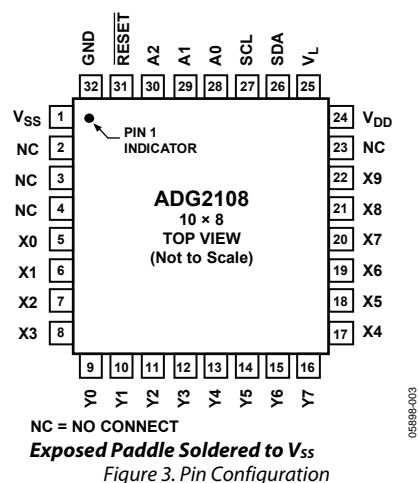 GND
RESET
A2
A1
A0
SCL
SDA
VL
32 31 30 29 28 27 26 25
VSS 1
NC 2
NC 3
NC 4
X0 5
X1 6
X2 7
X3 8
PIN 1
INDICATOR
ADG2108
10 × 8
TOP VIEW
(Not to Scale)
24 VDD
23 NC
22 X9
21 X8
20 X7
19 X6
18 X5
17 X4
9 10 11 12 13 14 15 16
Y0
Y1
Y2
Y3
Y4
Y5
Y6
Y7
NC = NO CONNECT
Exposed Paddle Soldered to VSS
05898-003
Figure 3. Pin Configuration